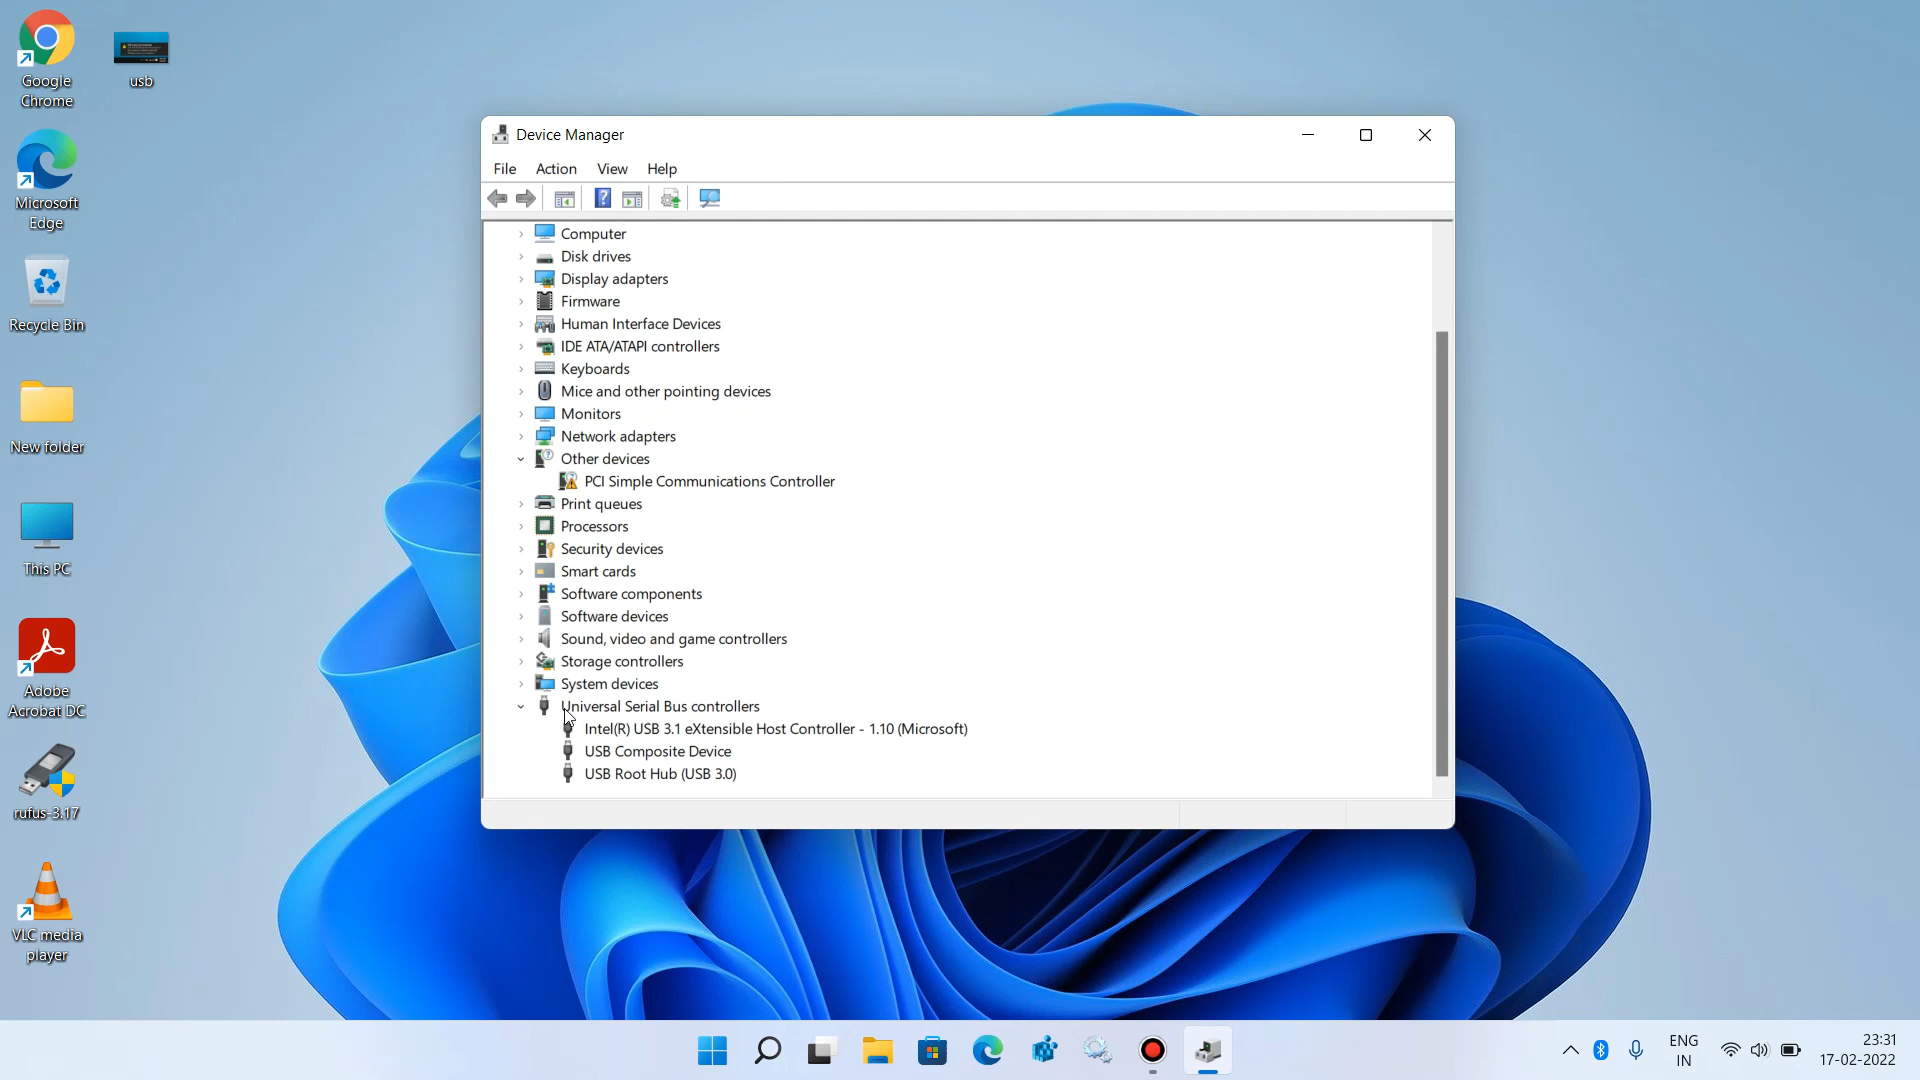 Google
Chrome
usb
Microsoft
Edge
Recycle Bin
New folder
This PC
Adobe
Acrobat DC
rufus-3.17
VLC media
player
Device Manager
File Action View Help
Computer
Disk drives
Display adapters
Firmware
Human Interface Devices
IDE ATA/ATAPI controllers
Keyboards
Mice and other pointing devices
Monitors
Network adapters
Other devices
PCI Simple Communications Controller
Print queues
Processors
Security devices
Smart cards
Software components
Software devices
Sound, video and game controllers
Storage controllers
System devices
Universal Serial Bus controllers
Intel(R) USB 3.1 eXtensible Host Controller - 1.10 (Microsoft)
USB Composite Device
USB Root Hub (USB 3.0)
ENG
IN
23:31
17-02-2022